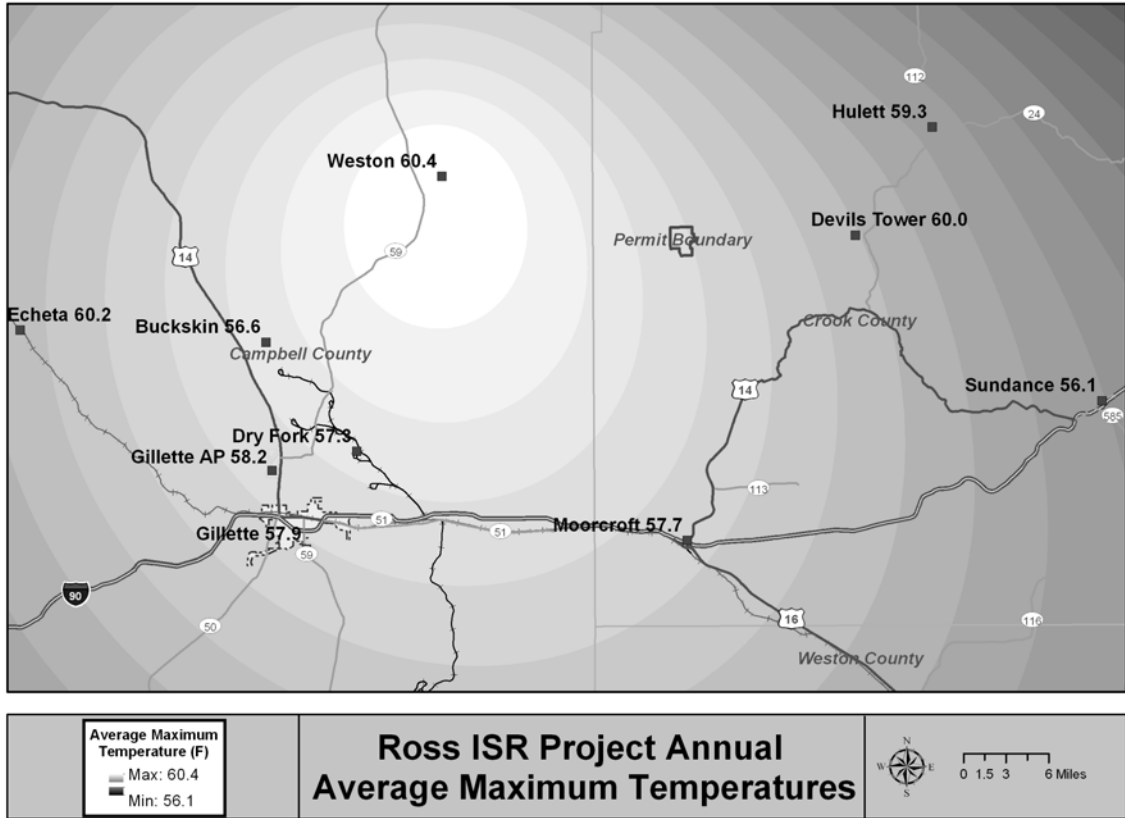 112
Hulett 59.3
24
Weston 60.4
Devils Tower 60.0
Permit Boundary
59
14
Echeta 60.2
Buckskin 56.6
Campbell County
Crook County
14
Sundance 56.1
585
Dry Fork 57.3
Gillette AP 58.2
113
51
51
Moorcroft 57.7
Gillette 57.9
59
90
50
16
116
Weston County
Average Maximum
Temperature (F)
Max: 60.4
Min: 56.1
Ross ISR Project Annual
Average Maximum Temperatures
N
W
E
S
0 1.5 3 6 Miles